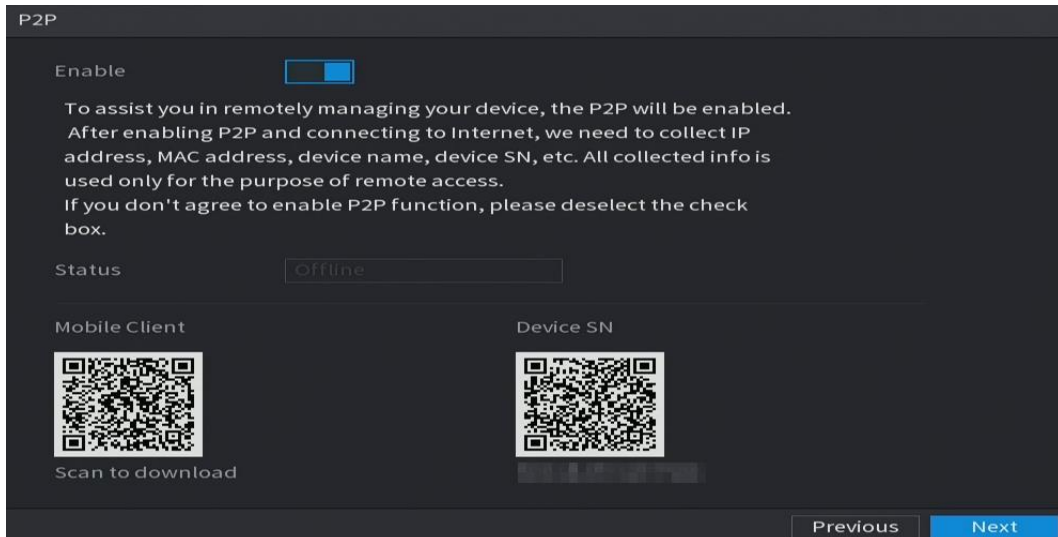 P2P
Enable
To assist you in remotely managing your device, the P2P will be enabled.
After enabling P2P and connecting to Internet, we need to collect IP
address, MAC address, device name, device SN, etc. All collected info is
used only for the purpose of remote access.
If you don't agree to enable P2P function, please deselect the check
box.
Status
Offline
Mobile Client
Device SN
Scan to download
Previous
Next